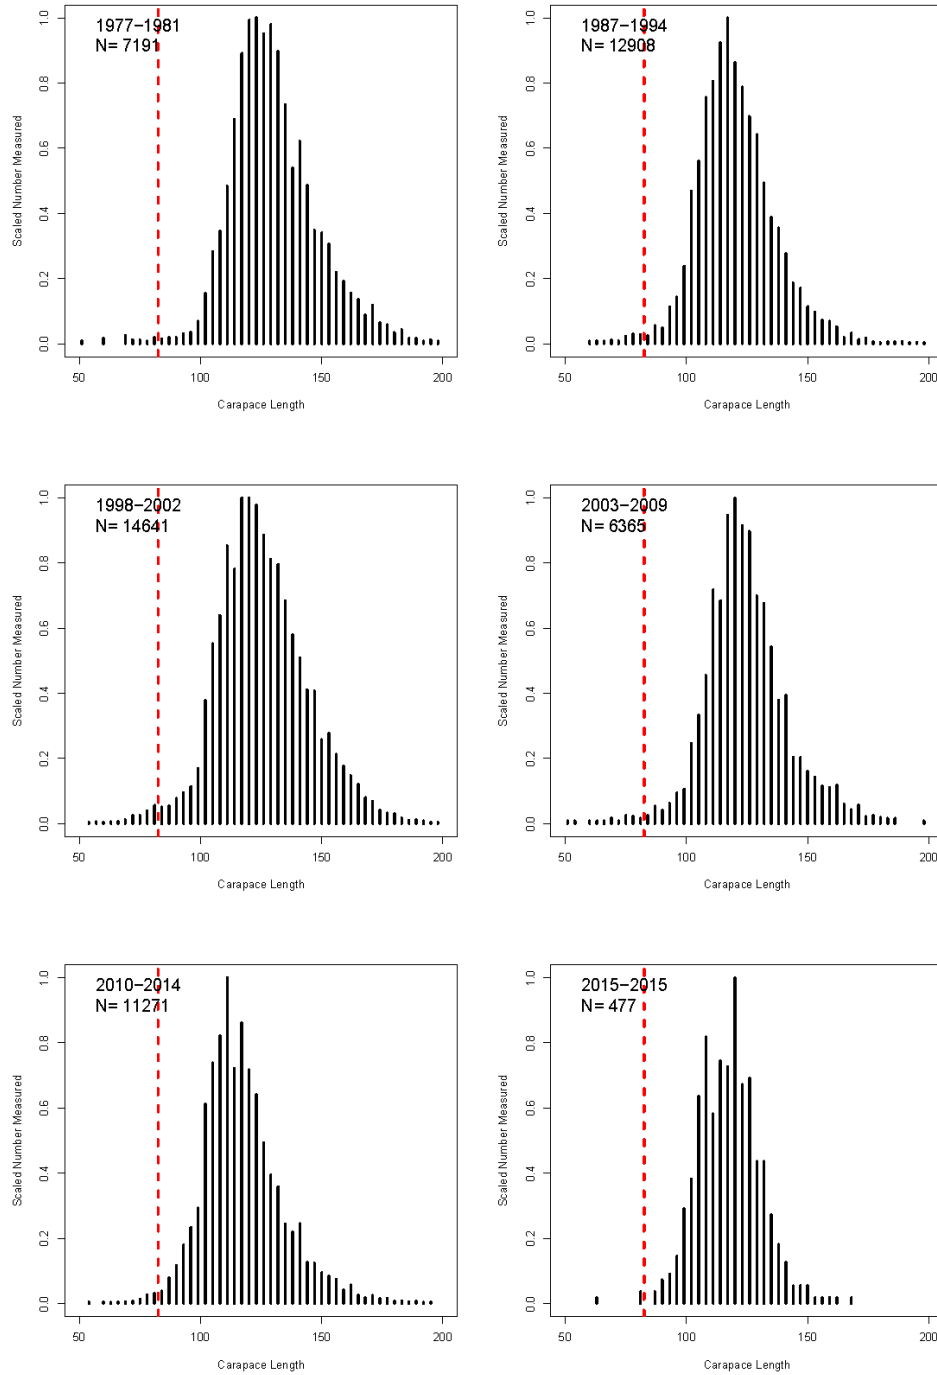 1977−1981
N= 7191
Scaled Number Measured
0.0 0.2 0.4 0.6 0.8 1.0
50 100 150 200
Carapace Length
1987−1994
N= 12908
Scaled Number Measured
0.0 0.2 0.4 0.6 0.8 1.0
50 100 150 200
Carapace Length
1998−2002
N= 14641
Scaled Number Measured
0.0 0.2 0.4 0.6 0.8 1.0
50 100 150 200
Carapace Length
2003−2009
N= 6365
Scaled Number Measured
0.0 0.2 0.4 0.6 0.8 1.0
50 100 150 200
Carapace Length
2010−2014
N= 11271
Scaled Number Measured
0.0 0.2 0.4 0.6 0.8 1.0
50 100 150 200
Carapace Length
2015−2015
N= 477
Scaled Number Measured
0.0 0.2 0.4 0.6 0.8 1.0
50 100 150 200
Carapace Length